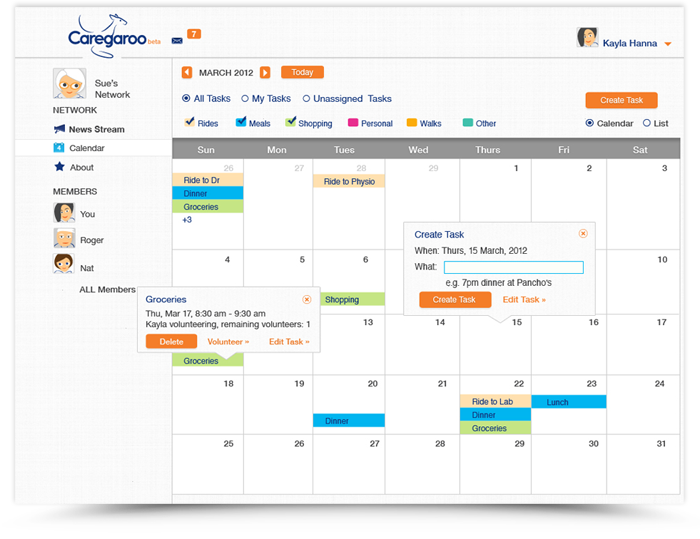 Caregaroo beta
7
Kayla Hanna
Sue's
Network
NETWORK
News Stream
4
Calendar
About
MEMBERS
You
Roger
Nat
ALL Members
MARCH 2012
Today
All Tasks My Tasks Unassigned Tasks
Create Task
Rides Meals Shopping Personal Walks Other
Calendar List
Sun Mon Tues Wed Thurs Fri Sat
26 27 28 29 1 2 3
Ride to Dr
Ride to Physio
Dinner
Groceries
+3
Create Task
When: Thurs, 15 March, 2012
What:
e.g. 7pm dinner at Pancho's
Create Task Edit Task »
4 5 6 10
Shopping
Groceries
Thu, Mar 17, 8:30 am - 9:30 am
Kayla volunteering, remaining volunteers: 1
Delete Volunteer » Edit Task »
13 14 15 16 17
Groceries
18 19 20 21 22 23 24
Ride to Lab
Lunch
Dinner
Dinner
Groceries
25 26 27 28 29 30 31